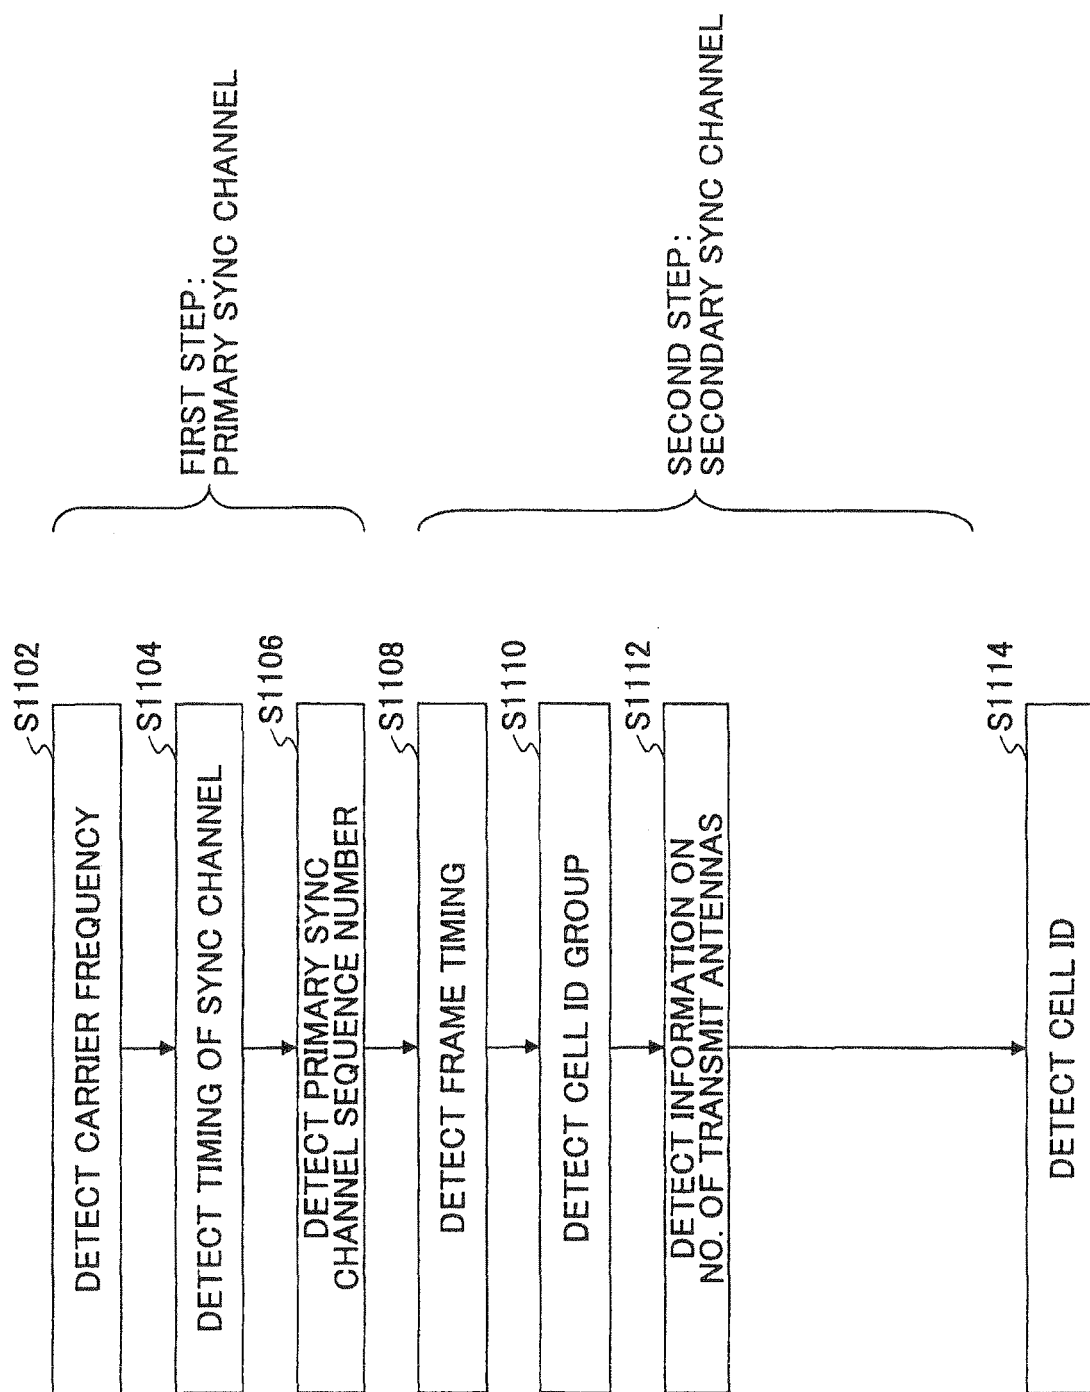 S1102
DETECT CARRIER FREQUENCY
S1104
DETECT TIMING OF SYNC CHANNEL
S1106
DETECT PRIMARY SYNC
CHANNEL SEQUENCE NUMBER
FIRST STEP:
PRIMARY SYNC CHANNEL
S1108
DETECT FRAME TIMING
S1110
DETECT CELL ID GROUP
S1112
DETECT INFORMATION ON
NO. OF TRANSMIT ANTENNAS
SECOND STEP:
SECONDARY SYNC CHANNEL
S1114
DETECT CELL ID